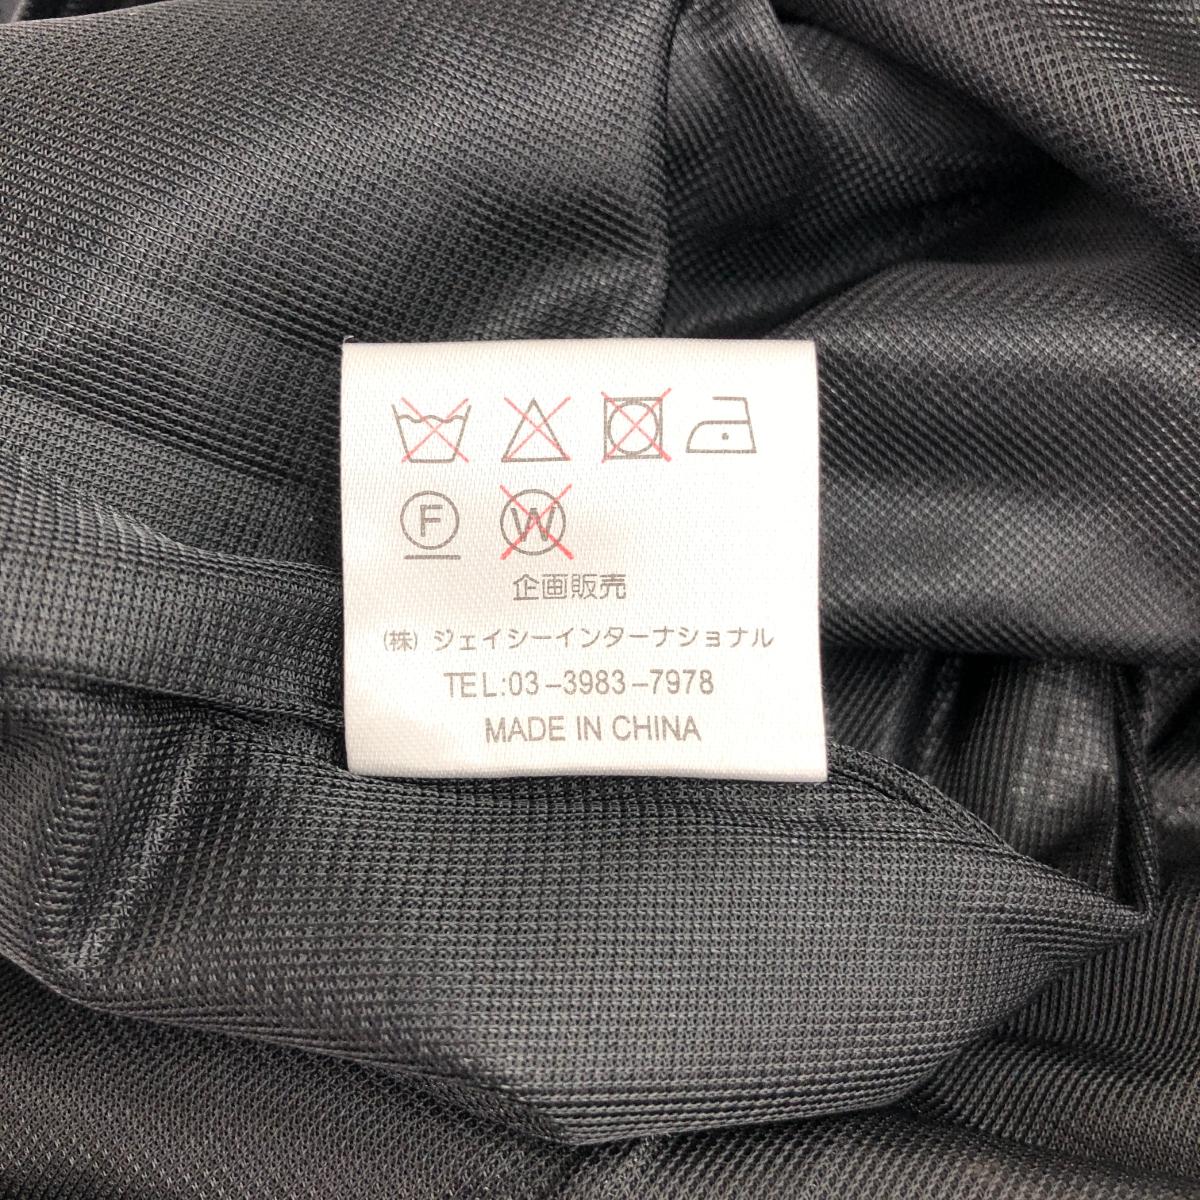 F W
企画販売
(株) ジェイシーインターナショナル
TEL:03-3983-7978
MADE IN CHINA